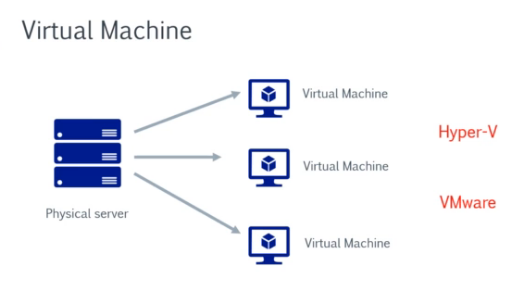 Virtual Machine
Virtual Machine
Hyper-V
Virtual Machine
VMware
Physical server
Virtual Machine